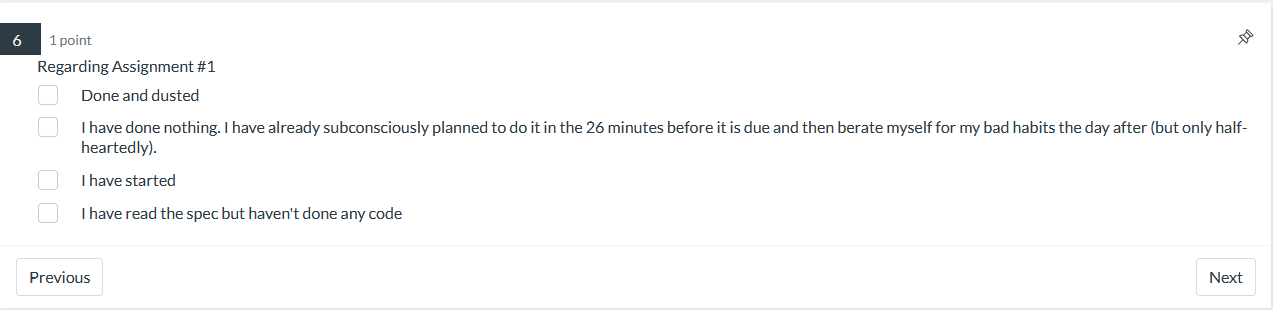 6
1 point
Regarding Assignment #1
Done and dusted
I have done nothing. I have already subconsciously planned to do it in the 26 minutes before it is due and then berate myself for my bad habits the day after (but only half-
heartedly).
I have started
I have read the spec but haven't done any code
Previous
Next